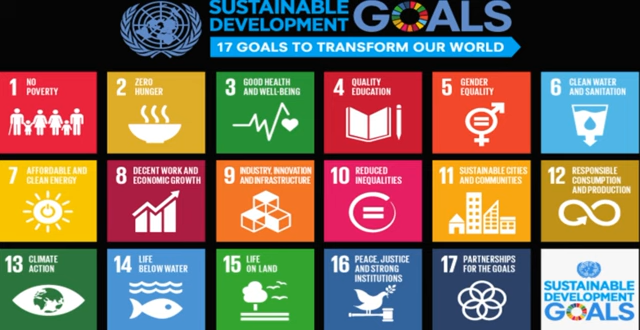 SUSTAINABLE
DEVELOPMENT GOALS
17 GOALS TO TRANSFORM OUR WORLD
1 NO
POVERTY
2 ZERO
HUNGER
3 GOOD HEALTH
AND WELL-BEING
4 QUALITY
EDUCATION
5 GENDER
EQUALITY
6 CLEAN WATER
AND SANITATION
7 AFFORDABLE AND
CLEAN ENERGY
8 DECENT WORK AND
ECONOMIC GROWTH
9 INDUSTRY, INNOVATION
AND INFRASTRUCTURE
10 REDUCED
INEQUALITIES
11 SUSTAINABLE CITIES
AND COMMUNITIES
12 RESPONSIBLE
CONSUMPTION
AND PRODUCTION
13 CLIMATE
ACTION
14 LIFE
BELOW WATER
15 LIFE
ON LAND
16 PEACE, JUSTICE
AND STRONG
INSTITUTIONS
17 PARTNERSHIPS
FOR THE GOALS
SUSTAINABLE
DEVELOPMENT
GOALS